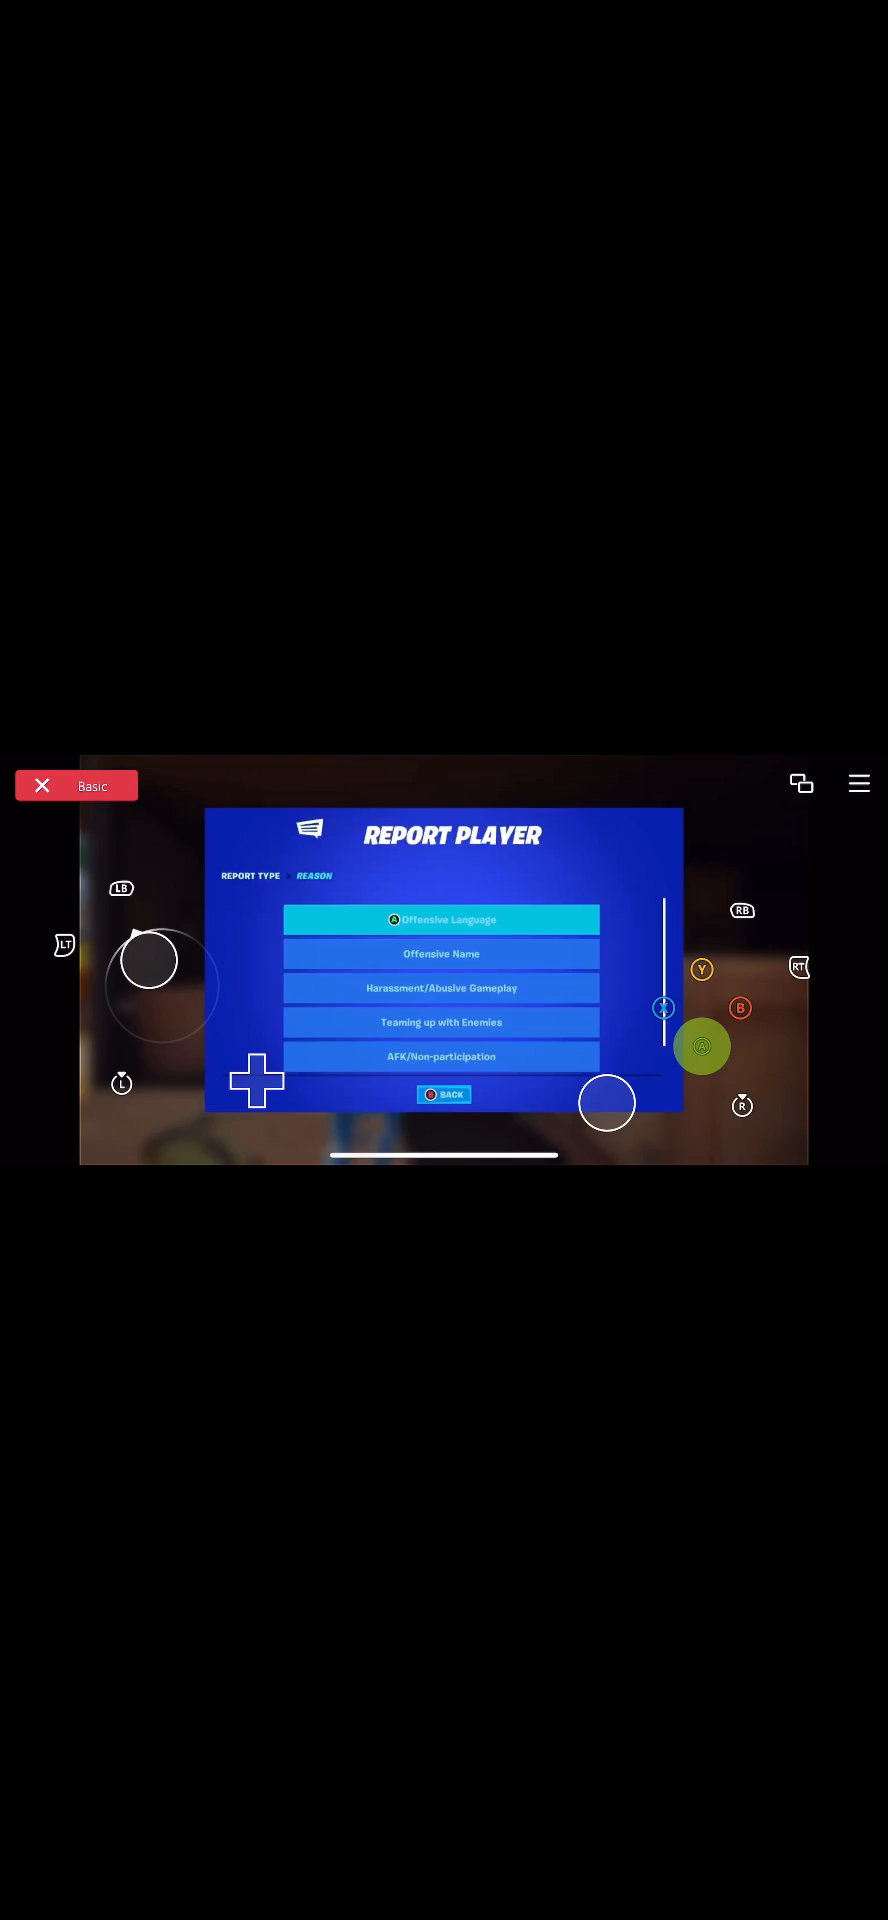 Basic
REPORT PLAYER
REPORT TYPE > REASON
LB
RB
LT
RT
A Offensive Language
Y
Offensive Name
Harassment/Abusive Gameplay
X
B
Teaming up with Enemies
A
AFK/Non-participation
L
B BACK
R